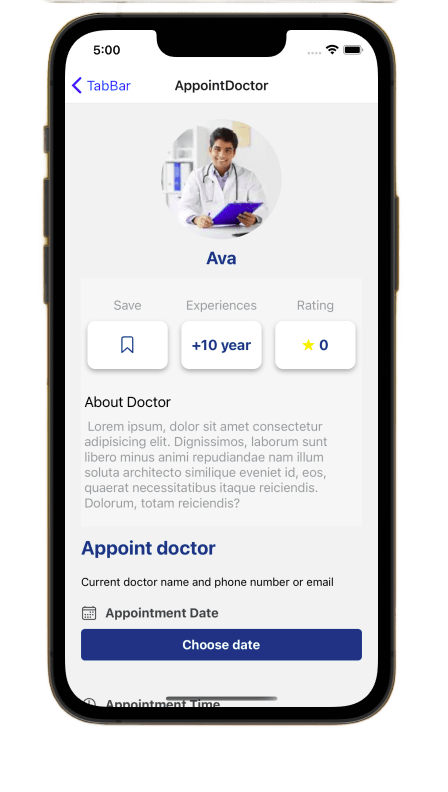 5:00
TabBar AppointDoctor
Ava
Save Experiences Rating
+10 year 0
About Doctor
Lorem ipsum, dolor sit amet consectetur
adipisicing elit. Dignissimos, laborum sunt
libero minus animi repudiandae nam illum
soluta architecto similique eveniet id, eos,
quaerat necessitatibus itaque reiciendis.
Dolorum, totam reiciendis?
Appoint doctor
Current doctor name and phone number or email
Appointment Date
Choose date
Appointment Time